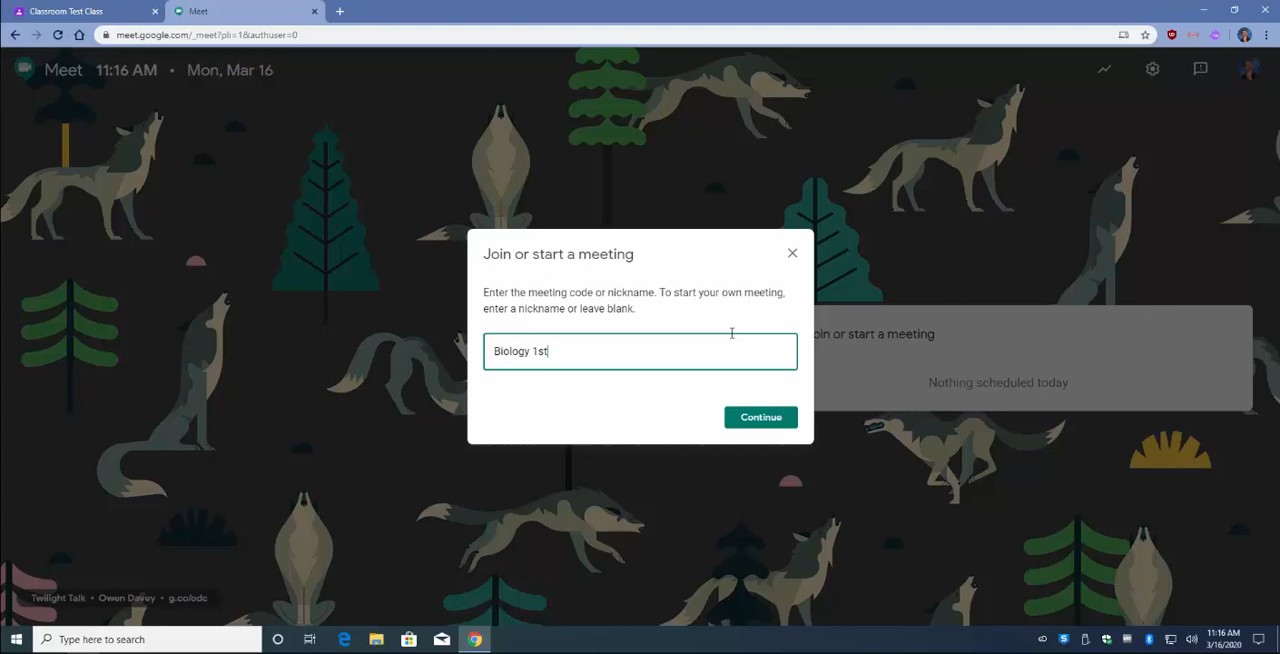 Classroom Test Class
Meet
meet.google.com/_meet?pli=1&authuser=0
Meet 11:16 AM • Mon, Mar 16
Join or start a meeting
Enter the meeting code or nickname. To start your own meeting,
enter a nickname or leave blank.
Biology 1st
Continue
oin or start a meeting
Nothing scheduled today
Twilight Talk • Owen Davey • g.co/odc
Type here to search
11:16 AM
3/16/2020